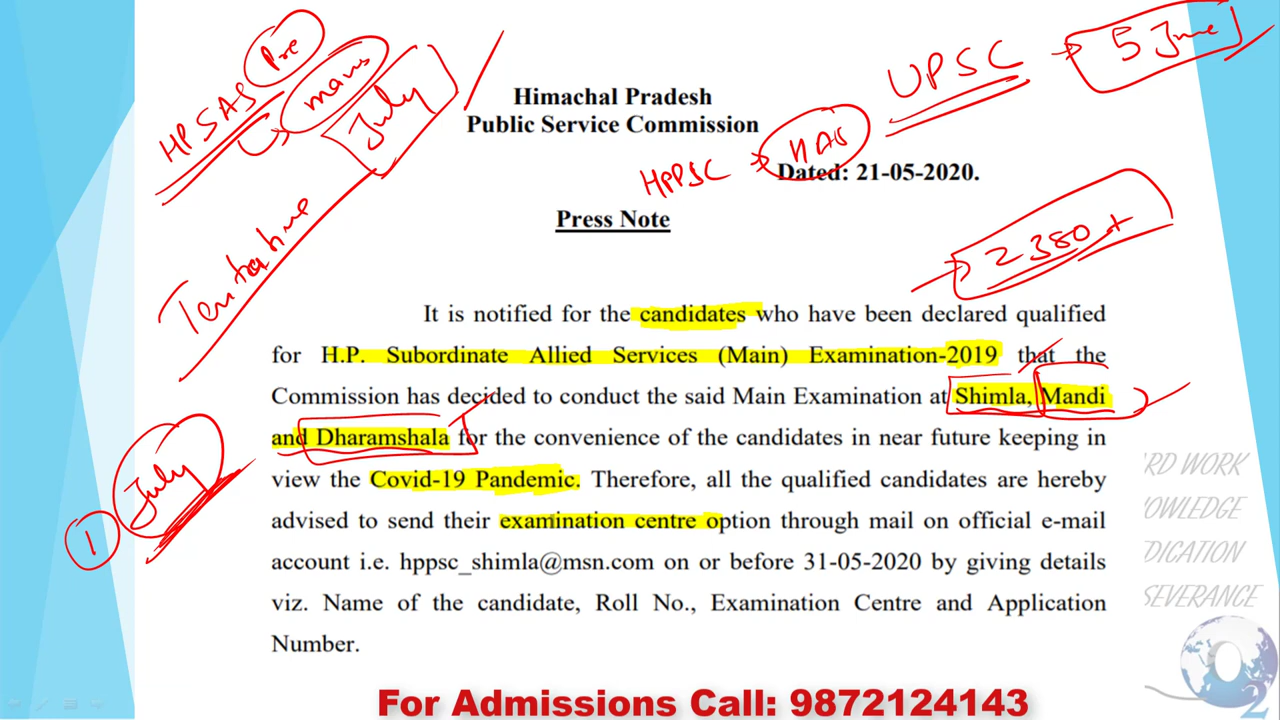 HPSAS Pre
mains
July
Tentative
UPSC → 5 June
HPPSC → HAS
2380+
Himachal Pradesh
Public Service Commission
Dated: 21-05-2020.
Press Note
It is notified for the candidates who have been declared qualified
for H.P. Subordinate Allied Services (Main) Examination-2019 that the
Commission has decided to conduct the said Main Examination at Shimla, Mandi
and Dharamshala for the convenience of the candidates in near future keeping in
view the Covid-19 Pandemic. Therefore, all the qualified candidates are hereby
advised to send their examination centre option through mail on official e-mail
account i.e. hppsc_shimla@msn.com on or before 31-05-2020 by giving details
viz. Name of the candidate, Roll No., Examination Centre and Application
Number.
1 July
RD WORK
OWLEDGE
DICATION
SEVERANCE
O2
For Admissions Call: 9872124143